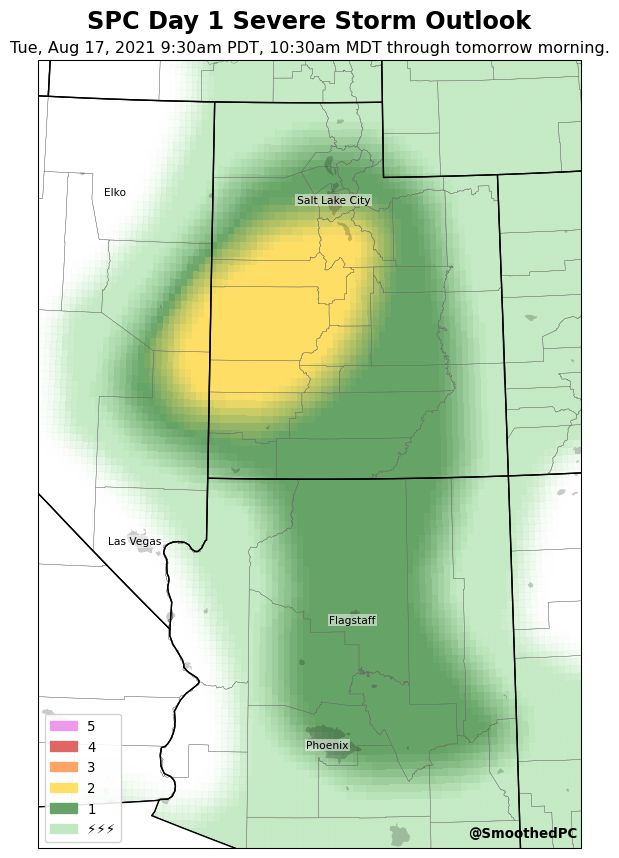 SPC Day 1 Severe Storm Outlook
Tue, Aug 17, 2021 9:30am PDT, 10:30am MDT through tomorrow morning.
Elko
Salt Lake City
Las Vegas
Flagstaff
Phoenix
5
4
3
2
1
⚡⚡⚡
@SmoothedPC